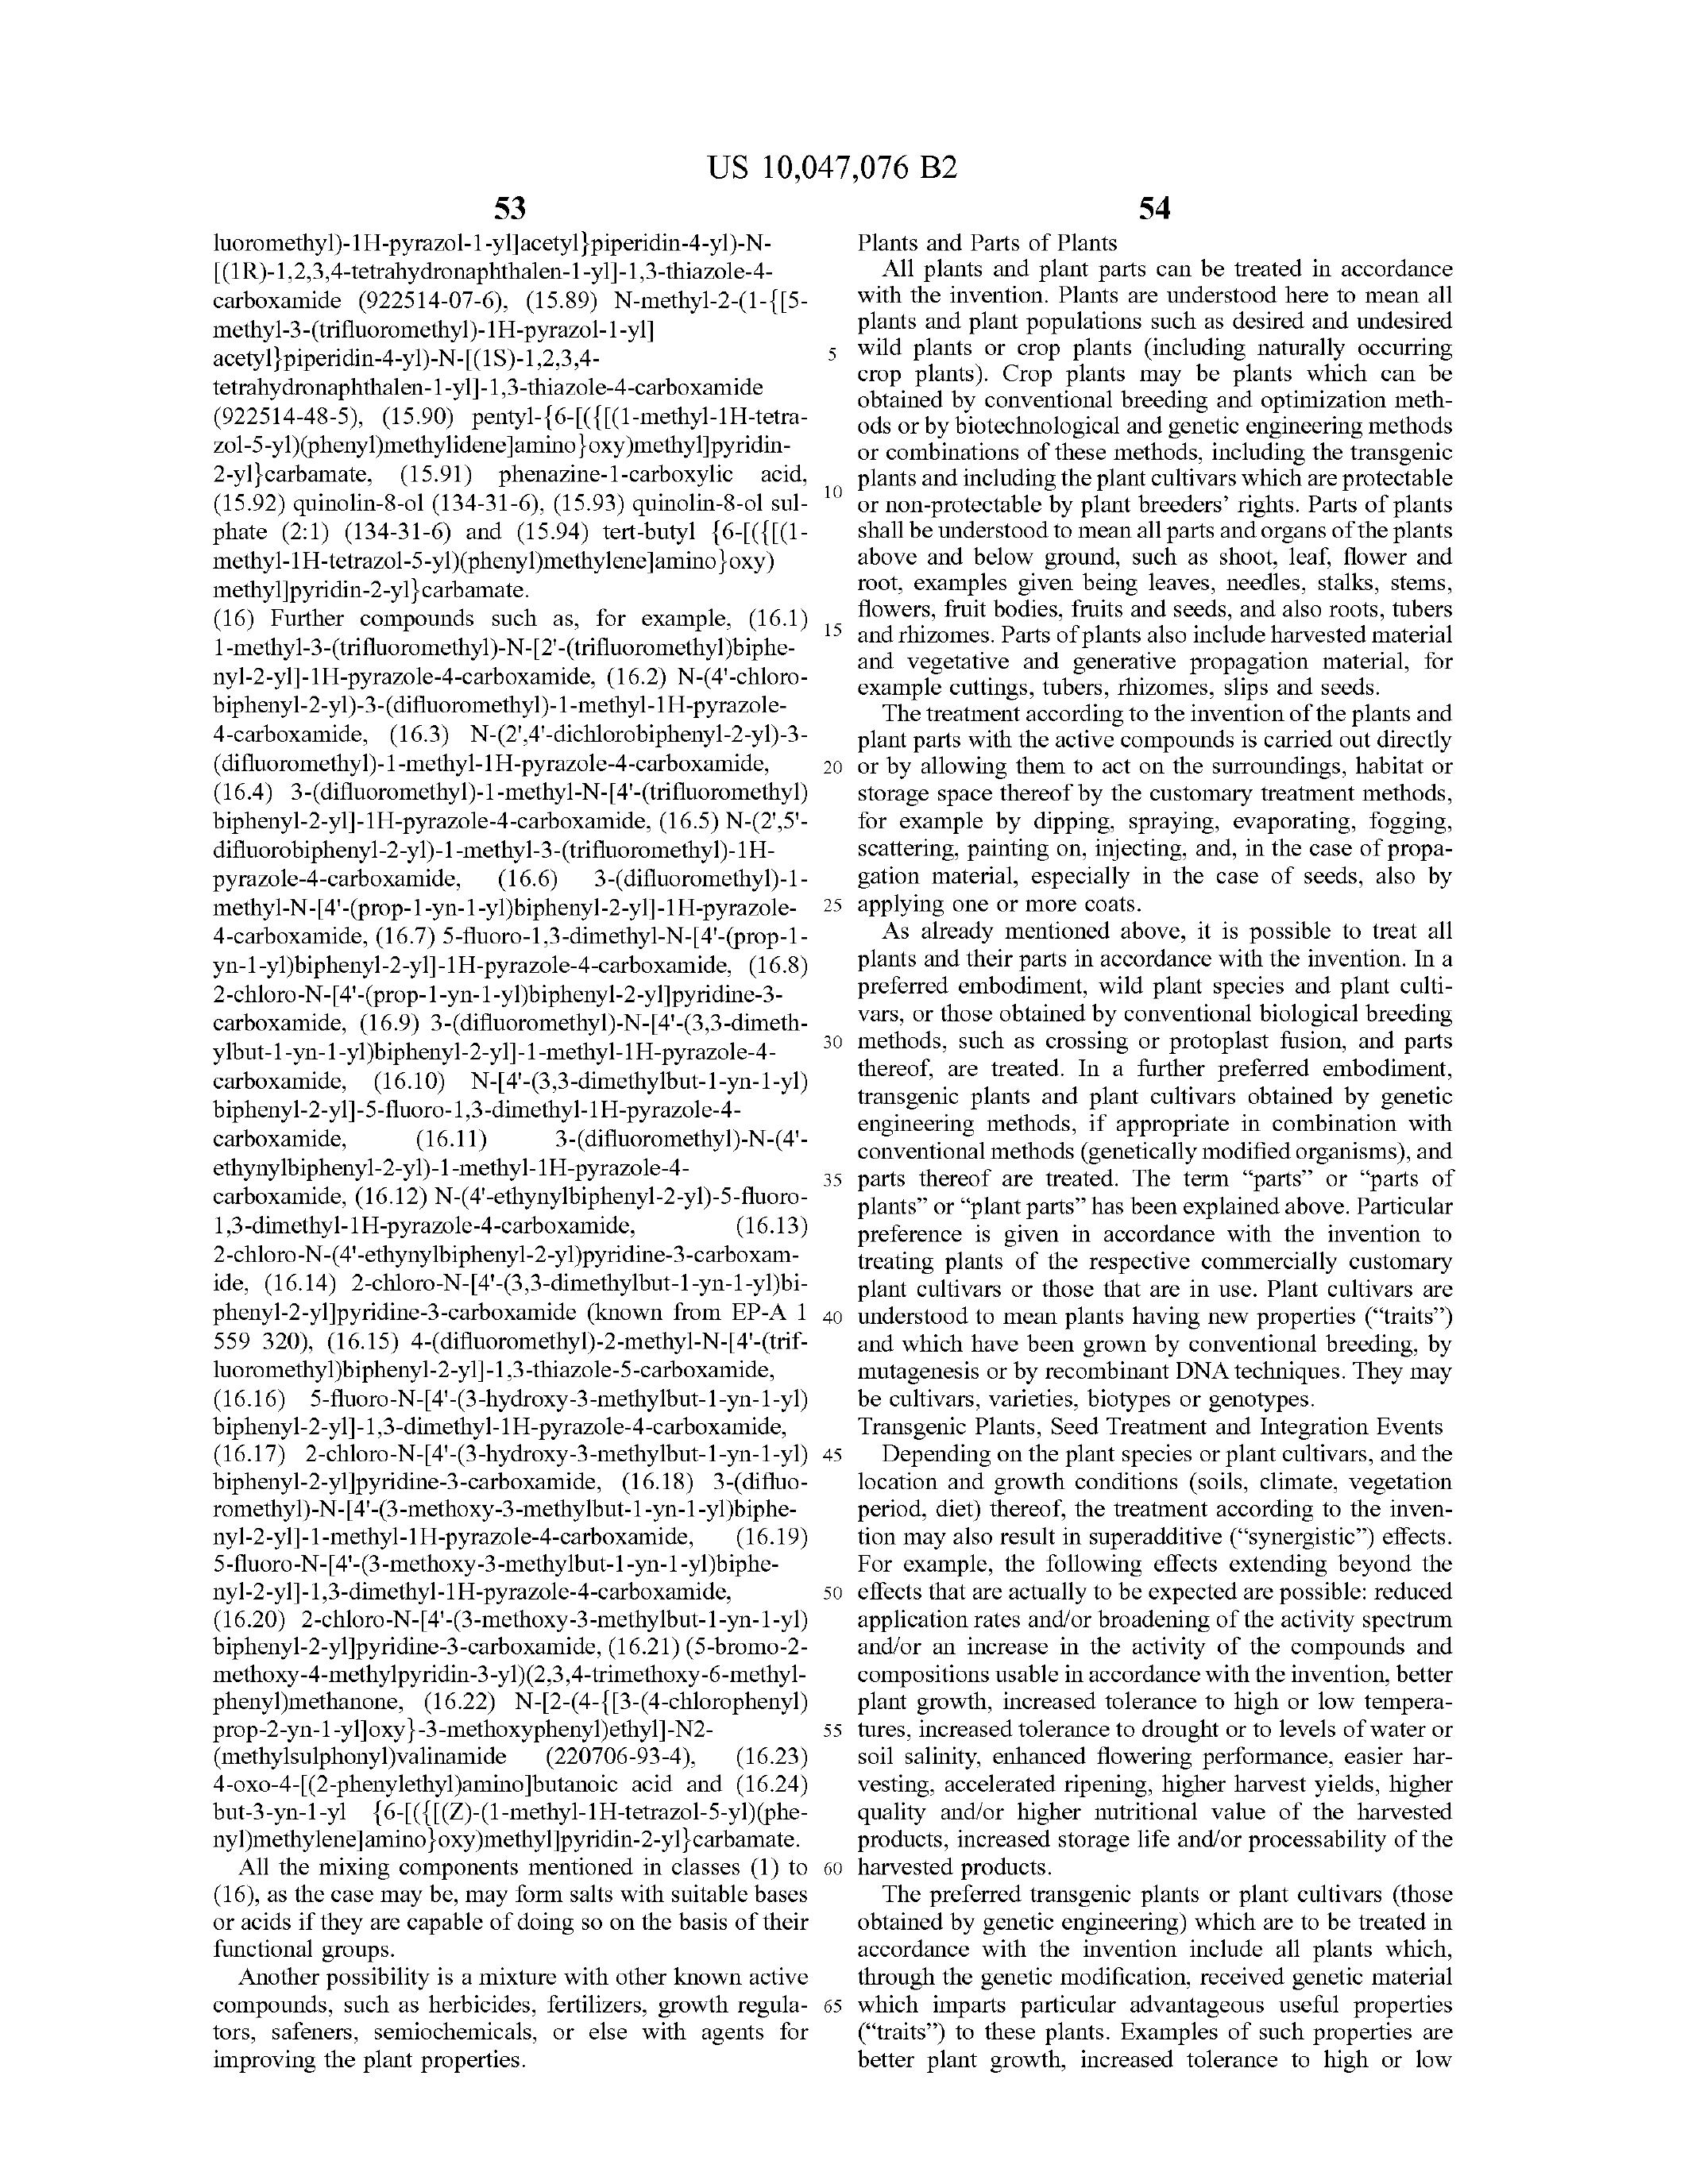 US 10,047,076 B2
53
luoromethyl)-1H-pyrazol-1-yl]acetyl}piperidin-4-yl)-N-
[(1R)-1,2,3,4-tetrahydronaphthalen-1-yl]-1,3-thiazole-4-
carboxamide (922514-07-6), (15.89) N-methyl-2-(1-{[5-
methyl-3-(trifluoromethyl)-1H-pyrazol-1-yl]
acetyl}piperidin-4-yl)-N-[(1S)-1,2,3,4-
tetrahydronaphthalen-1-yl]-1,3-thiazole-4-carboxamide
(922514-48-5), (15.90) pentyl-{6-[({[(1-methyl-1H-tetra-
zol-5-yl)(phenyl)methylidene]amino}oxy)methyl]pyridin-
2-yl}carbamate, (15.91) phenazine-1-carboxylic acid,
(15.92) quinolin-8-ol (134-31-6), (15.93) quinolin-8-ol sul-
phate (2:1) (134-31-6) and (15.94) tert-butyl {6-[({[(1-
methyl-1H-tetrazol-5-yl)(phenyl)methylene]amino}oxy)
methyl]pyridin-2-yl}carbamate.
(16) Further compounds such as, for example, (16.1)
1-methyl-3-(trifluoromethyl)-N-[2'-(trifluoromethyl)biphe-
nyl-2-yl]-1H-pyrazole-4-carboxamide, (16.2) N-(4'-chloro-
biphenyl-2-yl)-3-(difluoromethyl)-1-methyl-1H-pyrazole-
4-carboxamide, (16.3) N-(2',4'-dichlorobiphenyl-2-yl)-3-
(difluoromethyl)-1-methyl-1H-pyrazole-4-carboxamide,
(16.4) 3-(difluoromethyl)-1-methyl-N-[4'-(trifluoromethyl)
biphenyl-2-yl]-1H-pyrazole-4-carboxamide, (16.5) N-(2',5'-
difluorobiphenyl-2-yl)-1-methyl-3-(trifluoromethyl)-1H-
pyrazole-4-carboxamide, (16.6) 3-(difluoromethyl)-1-
methyl-N-[4'-(prop-1-yn-1-yl)biphenyl-2-yl]-1H-pyrazole-
4-carboxamide, (16.7) 5-fluoro-1,3-dimethyl-N-[4'-(prop-1-
yn-1-yl)biphenyl-2-yl]-1H-pyrazole-4-carboxamide, (16.8)
2-chloro-N-[4'-(prop-1-yn-1-yl)biphenyl-2-yl]pyridine-3-
carboxamide, (16.9) 3-(difluoromethyl)-N-[4'-(3,3-dimeth-
ylbut-1-yn-1-yl)biphenyl-2-yl]-1-methyl-1H-pyrazole-4-
carboxamide, (16.10) N-[4'-(3,3-dimethylbut-1-yn-1-yl)
biphenyl-2-yl]-5-fluoro-1,3-dimethyl-1H-pyrazole-4-
carboxamide, (16.11) 3-(difluoromethyl)-N-(4'-
ethynylbiphenyl-2-yl)-1-methyl-1H-pyrazole-4-
carboxamide, (16.12) N-(4'-ethynylbiphenyl-2-yl)-5-fluoro-
1,3-dimethyl-1H-pyrazole-4-carboxamide, (16.13)
2-chloro-N-(4'-ethynylbiphenyl-2-yl)pyridine-3-carboxam-
ide, (16.14) 2-chloro-N-[4'-(3,3-dimethylbut-1-yn-1-yl)bi-
phenyl-2-yl]pyridine-3-carboxamide (known from EP-A 1
559 320), (16.15) 4-(difluoromethyl)-2-methyl-N-[4'-(trif-
luoromethyl)biphenyl-2-yl]-1,3-thiazole-5-carboxamide,
(16.16) 5-fluoro-N-[4'-(3-hydroxy-3-methylbut-1-yn-1-yl)
biphenyl-2-yl]-1,3-dimethyl-1H-pyrazole-4-carboxamide,
(16.17) 2-chloro-N-[4'-(3-hydroxy-3-methylbut-1-yn-1-yl)
biphenyl-2-yl]pyridine-3-carboxamide, (16.18) 3-(difluo-
romethyl)-N-[4'-(3-methoxy-3-methylbut-1-yn-1-yl)biphe-
nyl-2-yl]-1-methyl-1H-pyrazole-4-carboxamide, (16.19)
5-fluoro-N-[4'-(3-methoxy-3-methylbut-1-yn-1-yl)biphe-
nyl-2-yl]-1,3-dimethyl-1H-pyrazole-4-carboxamide,
(16.20) 2-chloro-N-[4'-(3-methoxy-3-methylbut-1-yn-1-yl)
biphenyl-2-yl]pyridine-3-carboxamide, (16.21) (5-bromo-2-
methoxy-4-methylpyridin-3-yl)(2,3,4-trimethoxy-6-methyl-
phenyl)methanone, (16.22) N-[2-(4-{[3-(4-chlorophenyl)
prop-2-yn-1-yl]oxy}-3-methoxyphenyl)ethyl]-N2-
(methylsulphonyl)valinamide (220706-93-4), (16.23)
4-oxo-4-[(2-phenylethyl)amino]butanoic acid and (16.24)
but-3-yn-1-yl {6-[({[(Z)-(1-methyl-1H-tetrazol-5-yl)(phe-
nyl)methylene]amino}oxy)methyl]pyridin-2-yl}carbamate.
All the mixing components mentioned in classes (1) to
(16), as the case may be, may form salts with suitable bases
or acids if they are capable of doing so on the basis of their
functional groups.
Another possibility is a mixture with other known active
compounds, such as herbicides, fertilizers, growth regula-
tors, safeners, semiochemicals, or else with agents for
improving the plant properties.
5
10
15
20
25
30
35
40
45
50
55
60
65
54
Plants and Parts of Plants
All plants and plant parts can be treated in accordance
with the invention. Plants are understood here to mean all
plants and plant populations such as desired and undesired
wild plants or crop plants (including naturally occurring
crop plants). Crop plants may be plants which can be
obtained by conventional breeding and optimization meth-
ods or by biotechnological and genetic engineering methods
or combinations of these methods, including the transgenic
plants and including the plant cultivars which are protectable
or non-protectable by plant breeders’ rights. Parts of plants
shall be understood to mean all parts and organs of the plants
above and below ground, such as shoot, leaf, flower and
root, examples given being leaves, needles, stalks, stems,
flowers, fruit bodies, fruits and seeds, and also roots, tubers
and rhizomes. Parts of plants also include harvested material
and vegetative and generative propagation material, for
example cuttings, tubers, rhizomes, slips and seeds.
The treatment according to the invention of the plants and
plant parts with the active compounds is carried out directly
or by allowing them to act on the surroundings, habitat or
storage space thereof by the customary treatment methods,
for example by dipping, spraying, evaporating, fogging,
scattering, painting on, injecting, and, in the case of propa-
gation material, especially in the case of seeds, also by
applying one or more coats.
As already mentioned above, it is possible to treat all
plants and their parts in accordance with the invention. In a
preferred embodiment, wild plant species and plant culti-
vars, or those obtained by conventional biological breeding
methods, such as crossing or protoplast fusion, and parts
thereof, are treated. In a further preferred embodiment,
transgenic plants and plant cultivars obtained by genetic
engineering methods, if appropriate in combination with
conventional methods (genetically modified organisms), and
parts thereof are treated. The term “parts” or “parts of
plants” or “plant parts” has been explained above. Particular
preference is given in accordance with the invention to
treating plants of the respective commercially customary
plant cultivars or those that are in use. Plant cultivars are
understood to mean plants having new properties (“traits”)
and which have been grown by conventional breeding, by
mutagenesis or by recombinant DNA techniques. They may
be cultivars, varieties, biotypes or genotypes.
Transgenic Plants, Seed Treatment and Integration Events
Depending on the plant species or plant cultivars, and the
location and growth conditions (soils, climate, vegetation
period, diet) thereof, the treatment according to the inven-
tion may also result in superadditive (“synergistic”) effects.
For example, the following effects extending beyond the
effects that are actually to be expected are possible: reduced
application rates and/or broadening of the activity spectrum
and/or an increase in the activity of the compounds and
compositions usable in accordance with the invention, better
plant growth, increased tolerance to high or low tempera-
tures, increased tolerance to drought or to levels of water or
soil salinity, enhanced flowering performance, easier har-
vesting, accelerated ripening, higher harvest yields, higher
quality and/or higher nutritional value of the harvested
products, increased storage life and/or processability of the
harvested products.
The preferred transgenic plants or plant cultivars (those
obtained by genetic engineering) which are to be treated in
accordance with the invention include all plants which,
through the genetic modification, received genetic material
which imparts particular advantageous useful properties
(“traits”) to these plants. Examples of such properties are
better plant growth, increased tolerance to high or low